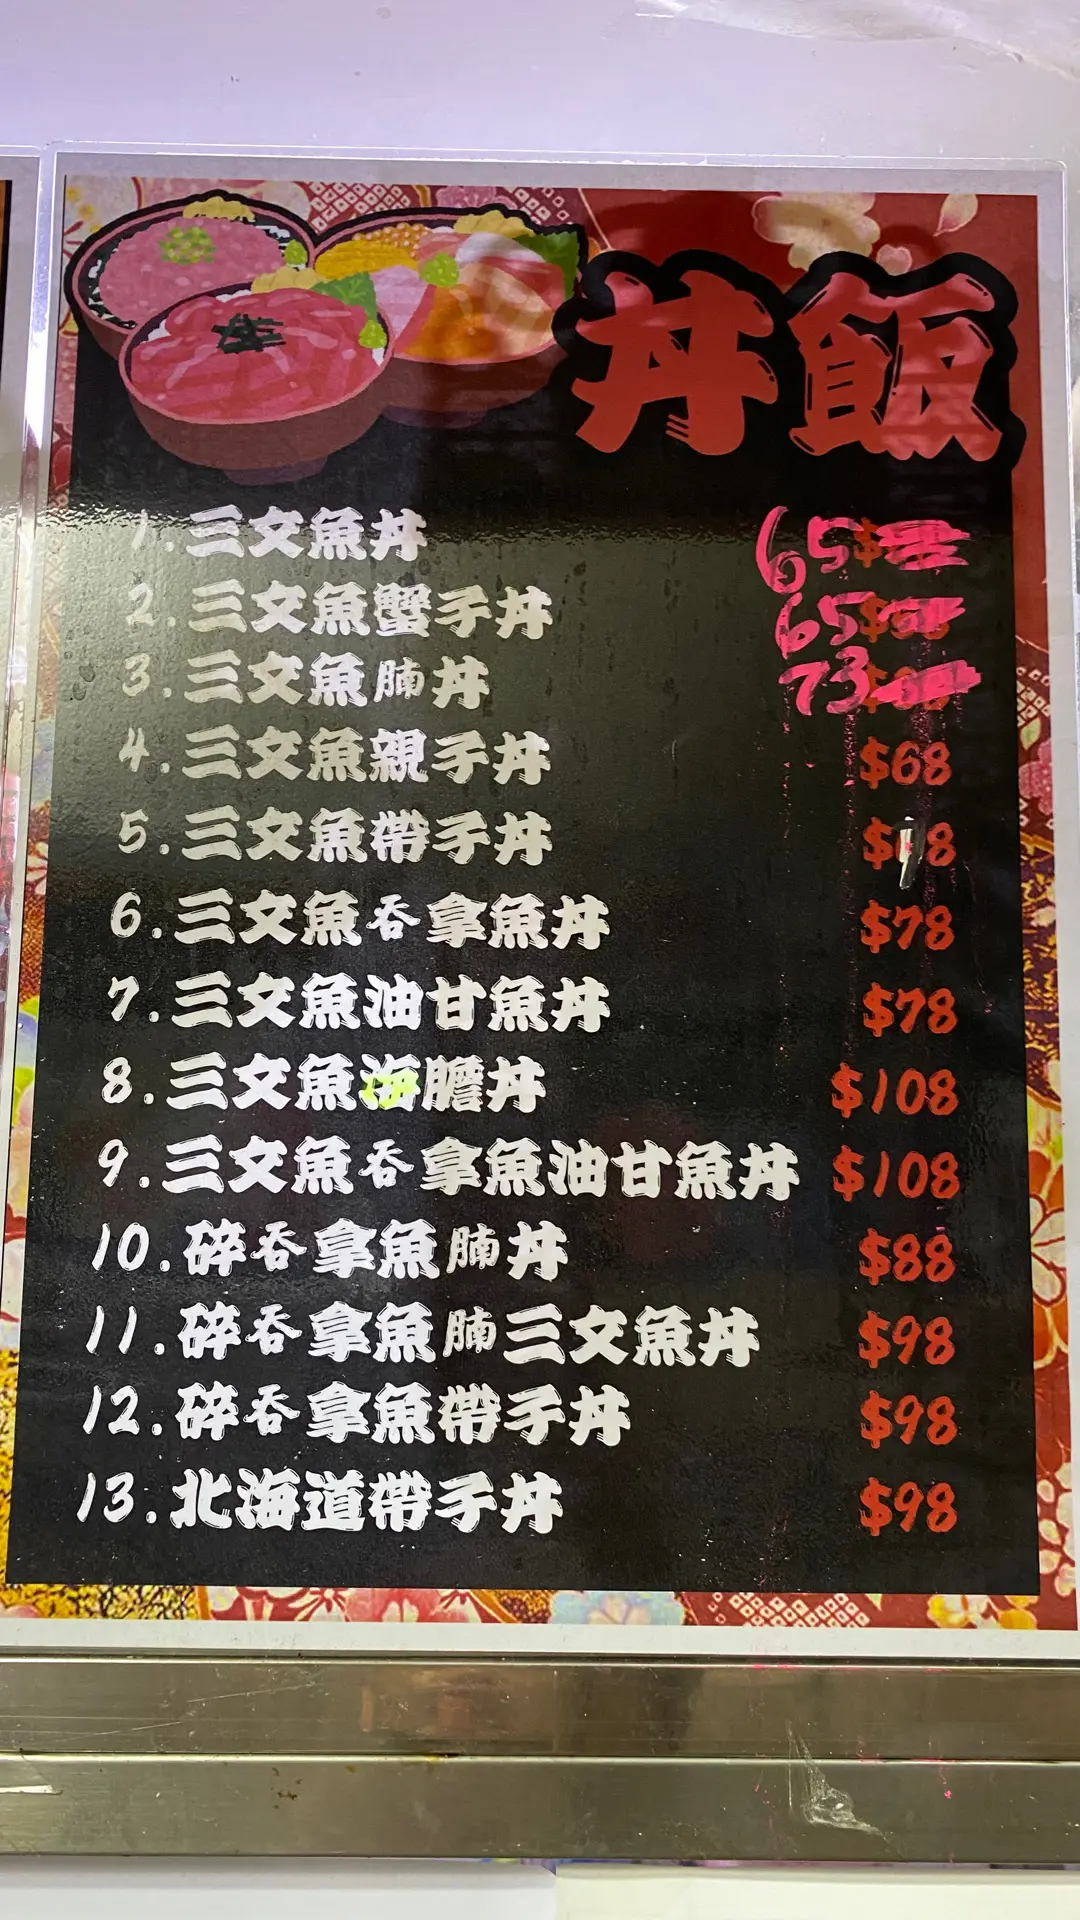 丼飯
1.三文魚丼 65 $
2.三文魚蟹子丼 65 $
3.三文魚腩丼 73
4.三文魚親子丼 $68
5.三文魚帶子丼 $ 8
6.三文魚吞拿魚丼 $78
7.三文魚油甘魚丼 $78
8.三文魚海膽丼 $108
9.三文魚吞拿魚油甘魚丼 $108
10.碎吞拿魚腩丼 $88
11.碎吞拿魚腩三文魚丼 $98
12.碎吞拿魚帶子丼 $98
13.北海道帶子丼 $98